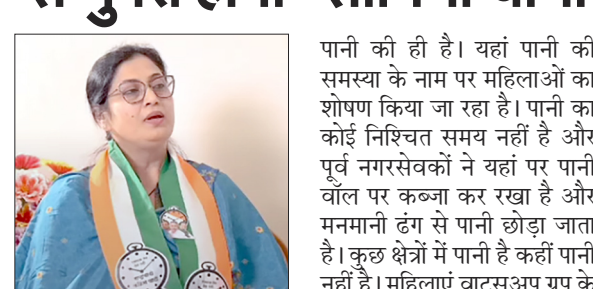 पानी की ही है। यहां पानी की
समस्या के नाम पर महिलाओं का
शोषण किया जा रहा है। पानी का
कोई निश्चित समय नहीं है और
पूर्व नगरसेवकों ने यहां पर पानी
वॉल पर कब्जा कर रखा है और
मनमानी ढंग से पानी छोड़ा जाता
है। कुछ क्षेत्रों में पानी है कहीं पानी
नहीं है। महिलाएं वाटसअप ग्रुप के